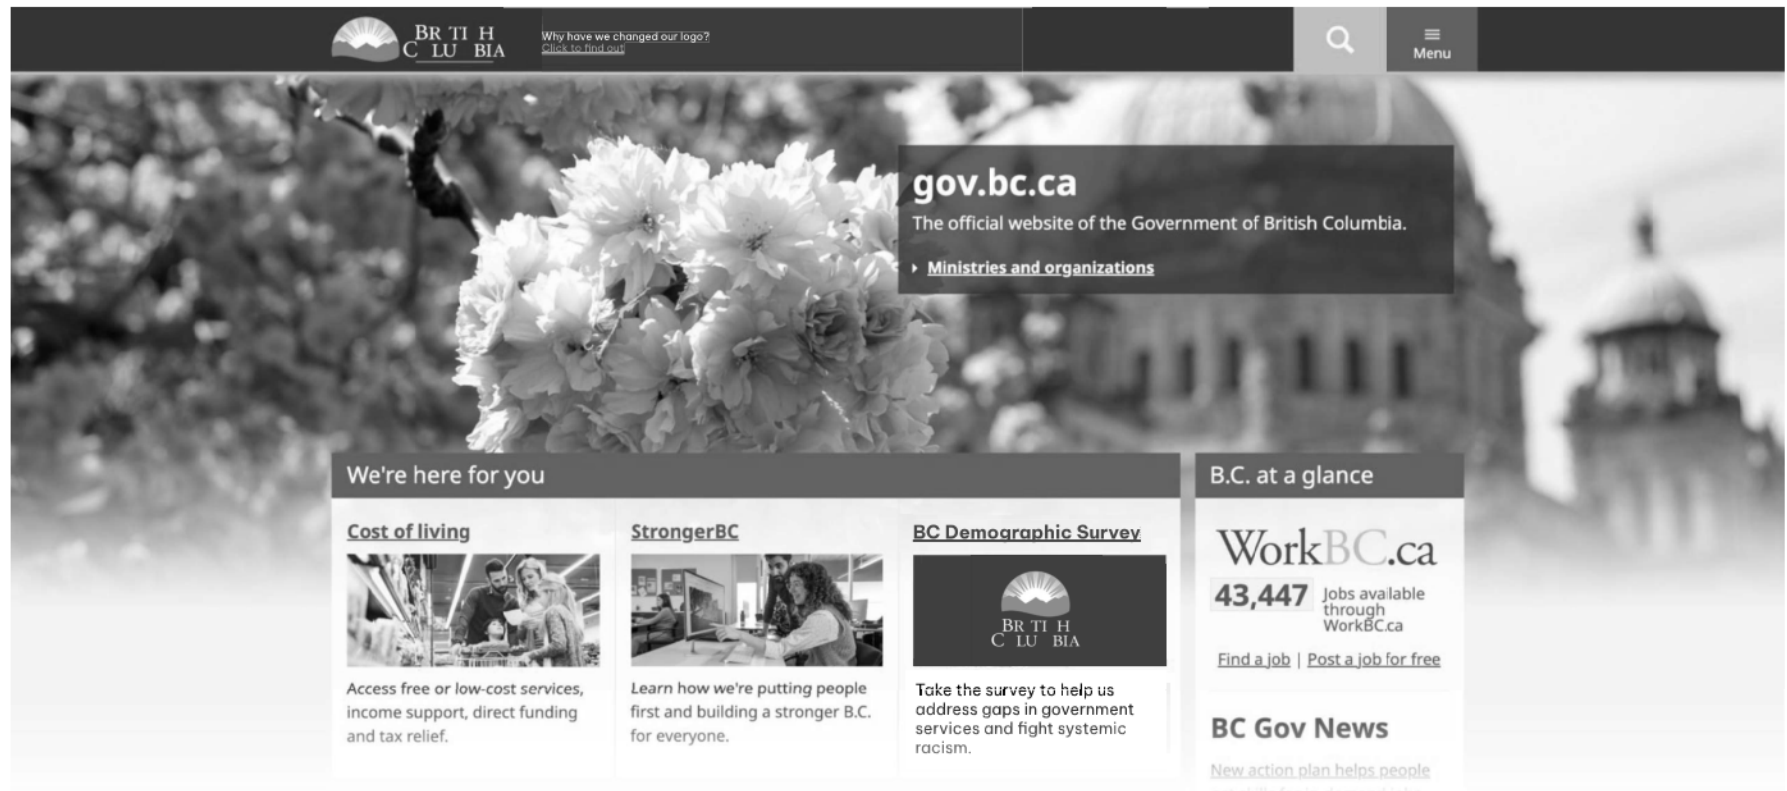 BR TI H
C LU BIA
Why have we changed our logo?
Click to find out
Menu
gov.bc.ca
The official website of the Government of British Columbia.
Ministries and organizations
We're here for you
Cost of living
Access free or low-cost services,
income support, direct funding
and tax relief.
StrongerBC
Learn how we're putting people
first and building a stronger B.C.
for everyone.
BC Demographic Survey
BR TI H
C LU BIA
Take the survey to help us
address gaps in government
services and fight systemic
racism.
B.C. at a glance
WorkBC.ca
43,447 Jobs available
through
WorkBC.ca
Find a job | Post a job for free
BC Gov News
New action plan helps people